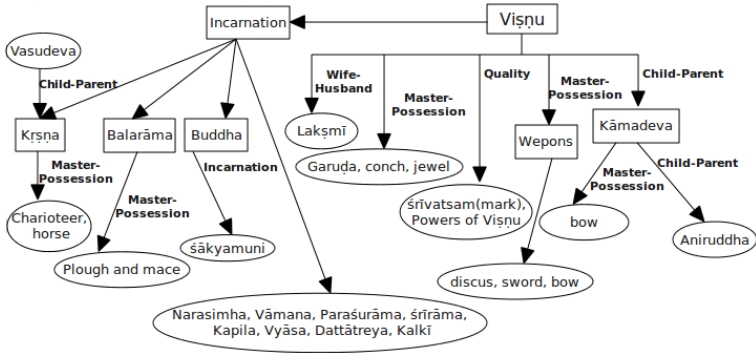 Incarnation
Viṣṇu
Vasudeva
Child-Parent
Wife-
Husband
Master-
Possession
Quality
Master-
Possession
Child-Parent
Kṛṣṇa
Balarāma
Buddha
Lakṣmī
Garuḍa, conch, jewel
Wepons
Kāmadeva
Master-
Possession
Master-
Possession
Incarnation
Master-
Possession
Child-Parent
Charioteer,
horse
Plough and mace
śākyamuni
śrīvatsam(mark),
Powers of Viṣṇu
bow
Aniruddha
discus, sword, bow
Narasimha, Vāmana, Paraśurāma, śrīrāma,
Kapila, Vyāsa, Dattātreya, Kalkī